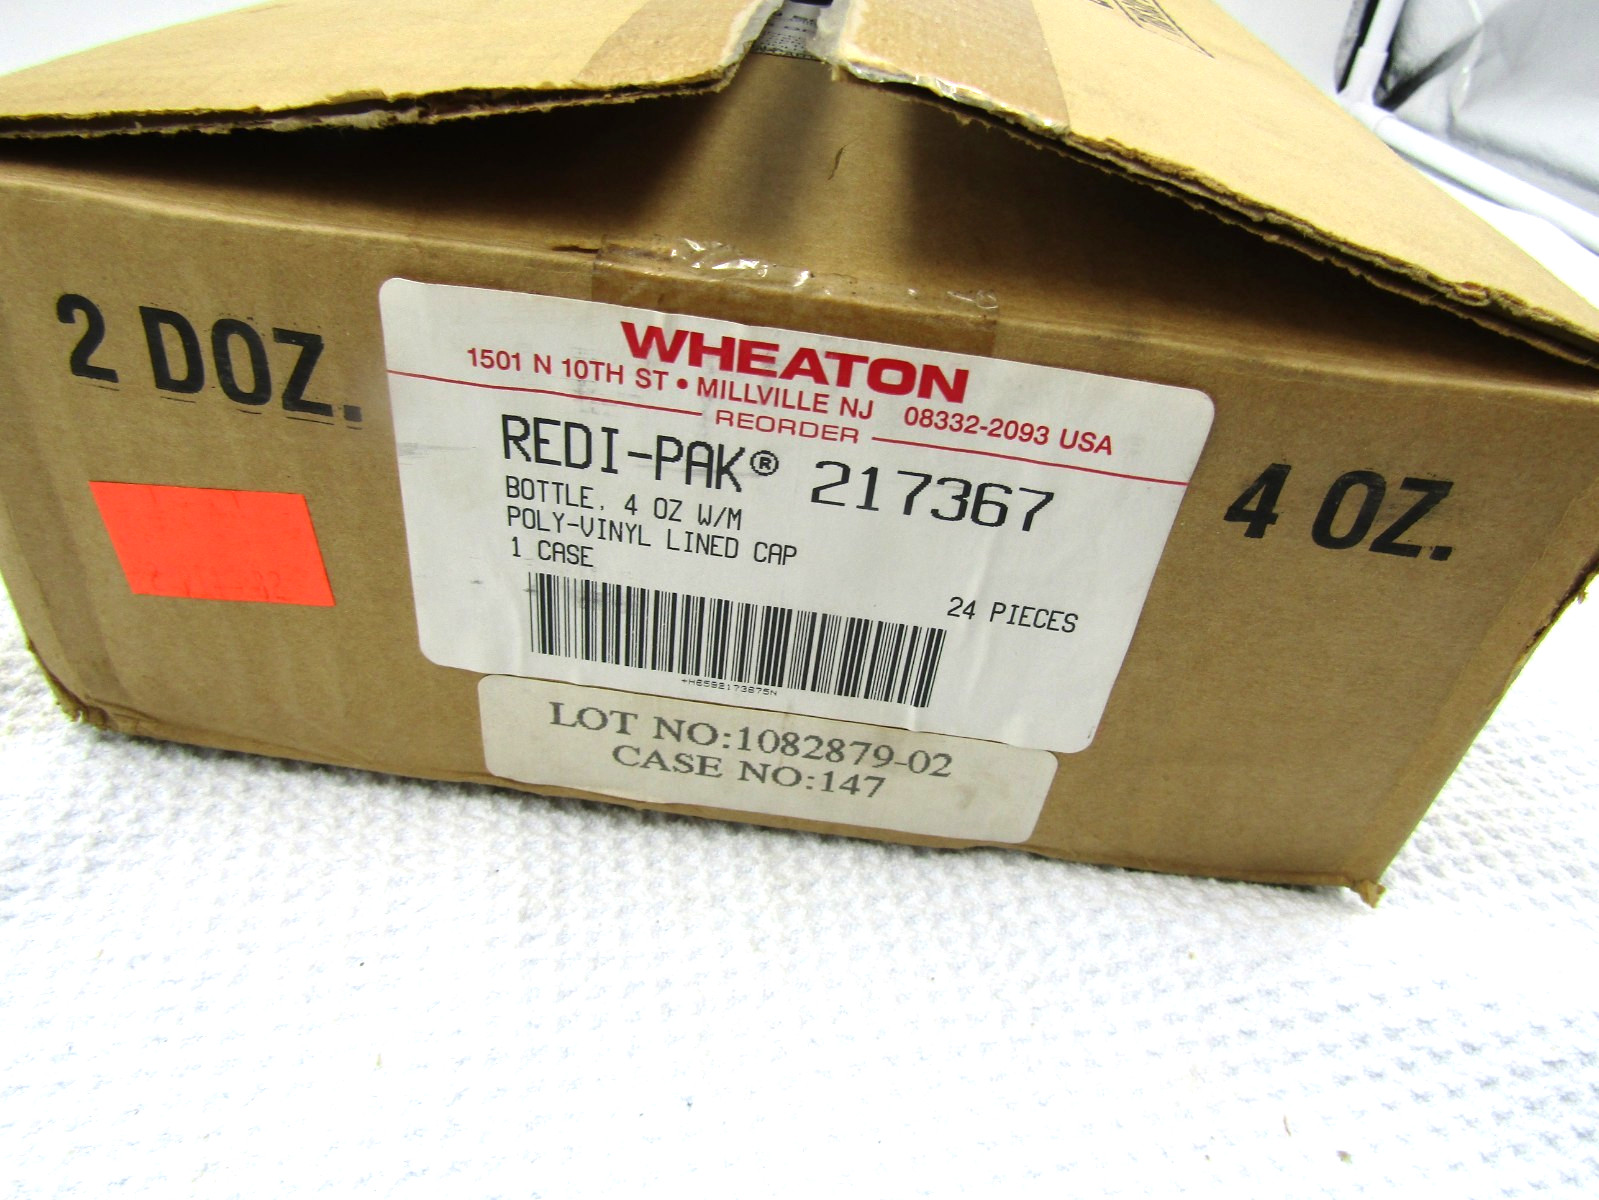 2 DOZ.
WHEATON
1501 N 10TH ST • MILLVILLE NJ 08332-2093 USA
REORDER
REDI-PAK® 217367
BOTTLE, 4 OZ W/M
POLY-VINYL LINED CAP
1 CASE
24 PIECES
4 OZ.
LOT NO:1082879-02
CASE NO:147